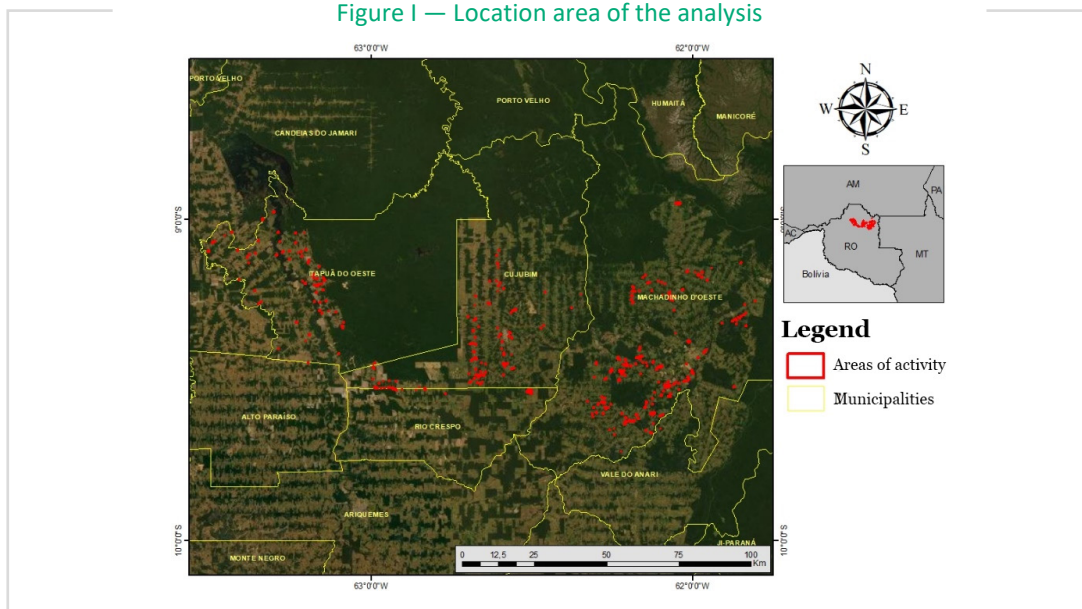 Figure I — Location area of the analysis
63°0'0"W
62°0'0"W
PORTO VELHO
PORTO VELHO
HUMAITÁ
MANICORÉ
CANDEIAS DO JAMARI
N
W
E
S
9°0'0"S
AM
PA
AC
RO
MT
Bolívia
ITAPUÃ DO OESTE
CUJUBIM
MACHADINHO D'OESTE
Legend
Areas of activity
Municipalities
ALTO PARAÍSO
RIO CRESPO
VALE DO ANARI
ARIQUEMES
MONTE NEGRO
JI-PARANÁ
10°0'0"S
10°0'0"S
0 12,5 25 50 75 100
Km
63°0'0"W
62°0'0"W